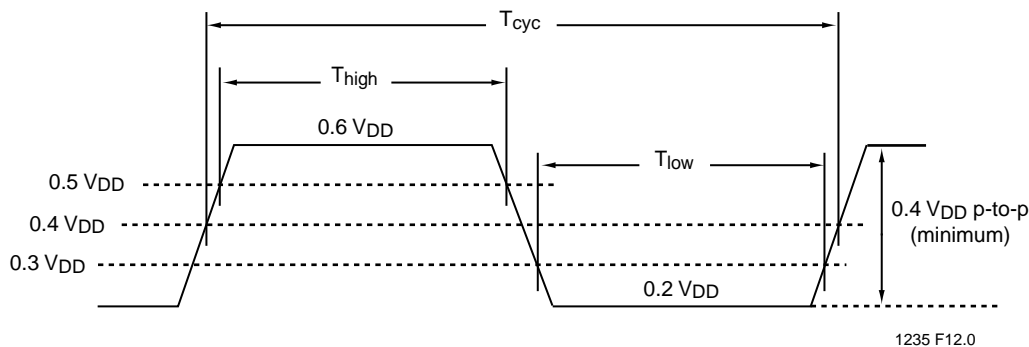 Tcyc
Thigh
0.6 VDD
Tlow
0.5 VDD
0.4 VDD
0.3 VDD
0.4 VDD p-to-p
(minimum)
0.2 VDD
1235 F12.0